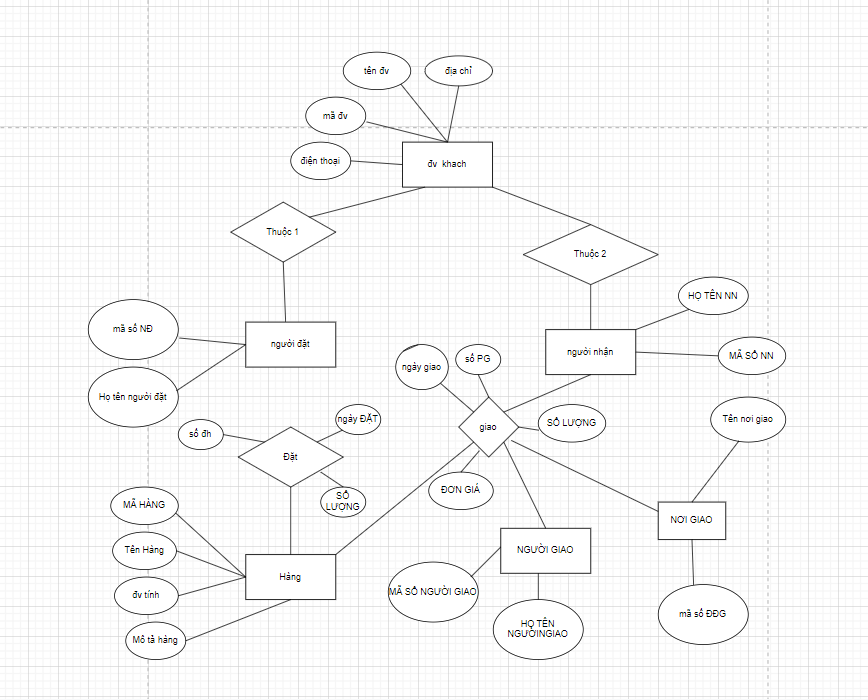 tên đv
địa chỉ
mã đv
điện thoại
đv khach
Thuộc 1
Thuộc 2
HỌ TÊN NN
mã số NĐ
người đặt
người nhận
MÃ SỐ NN
ngày giao
số PG
Họ tên người đặt
số đh
ngày ĐẶT
giao
SỐ LƯỢNG
Tên nơi giao
Đặt
MÃ HÀNG
SỐ
LƯỢNG
ĐƠN GIÁ
NƠI GIAO
Tên Hàng
NGƯỜI GIAO
Hàng
đv tính
MÃ SỐ NGƯỜI GIAO
mã số ĐĐG
Mô tả hàng
HỌ TÊN
NGƯỜINGIAO